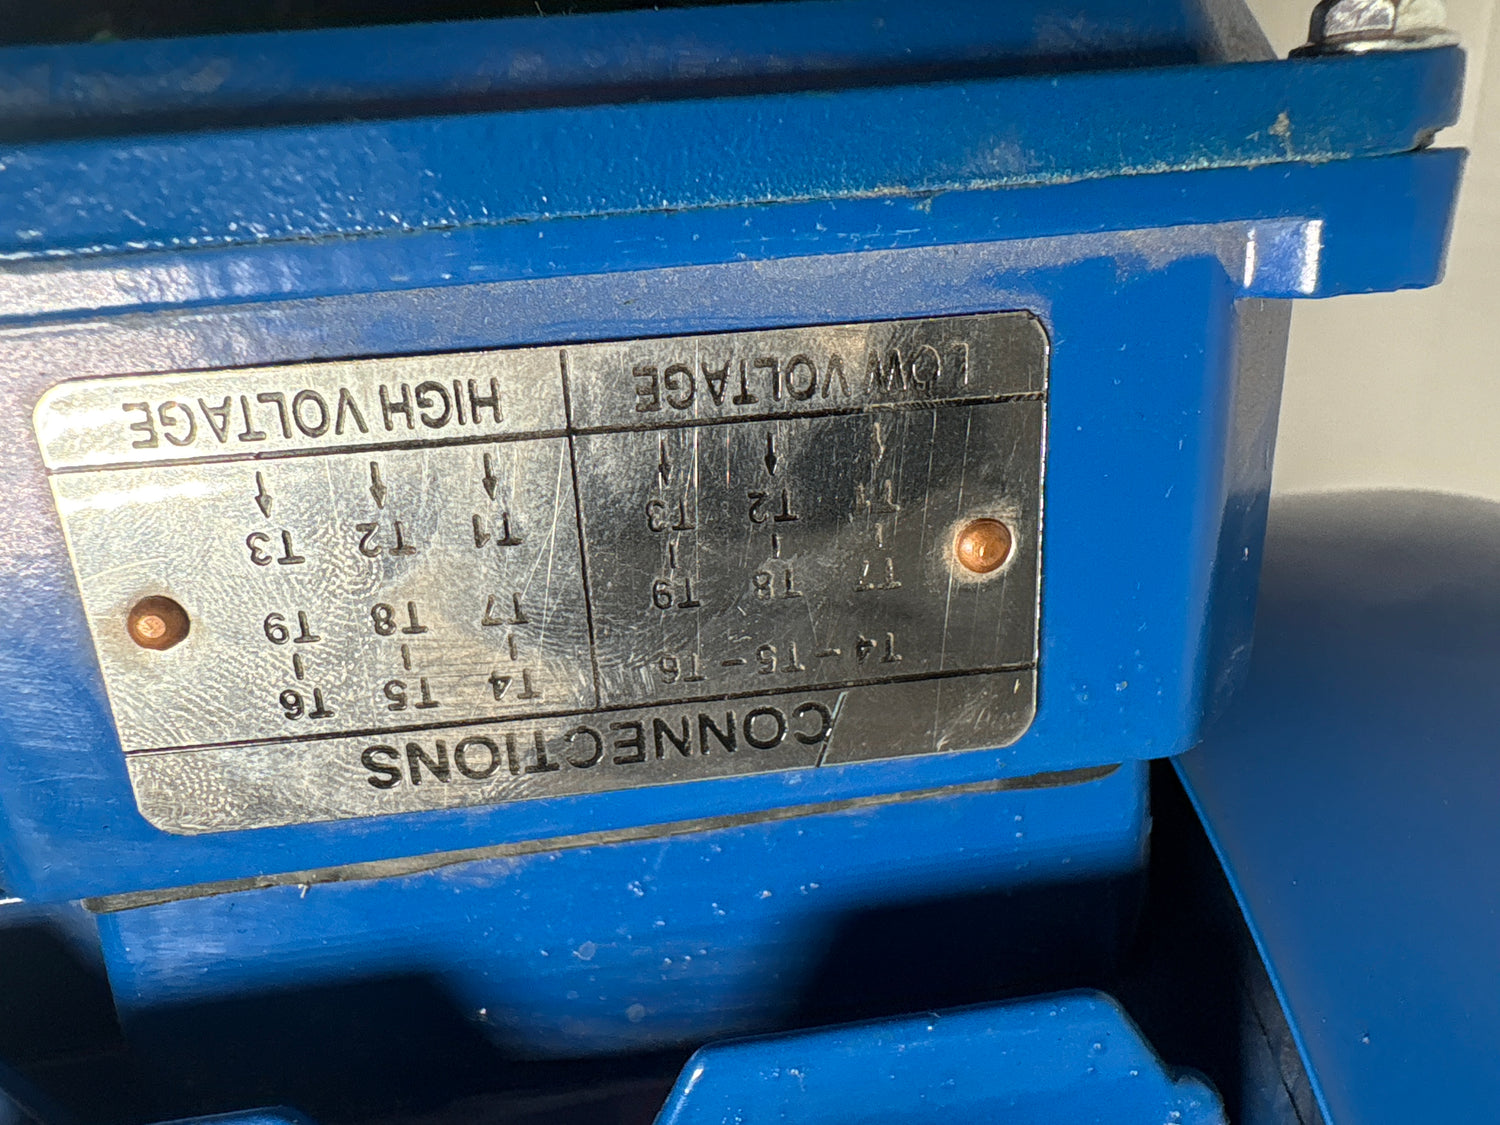 CONNECTIONS
T4-T5-T6 T4 T5 T6
T7 T8 T9 T7 T8 T9
T1 T2 T3 T1 T2 T3
LOW VOLTAGE HIGH VOLTAGE